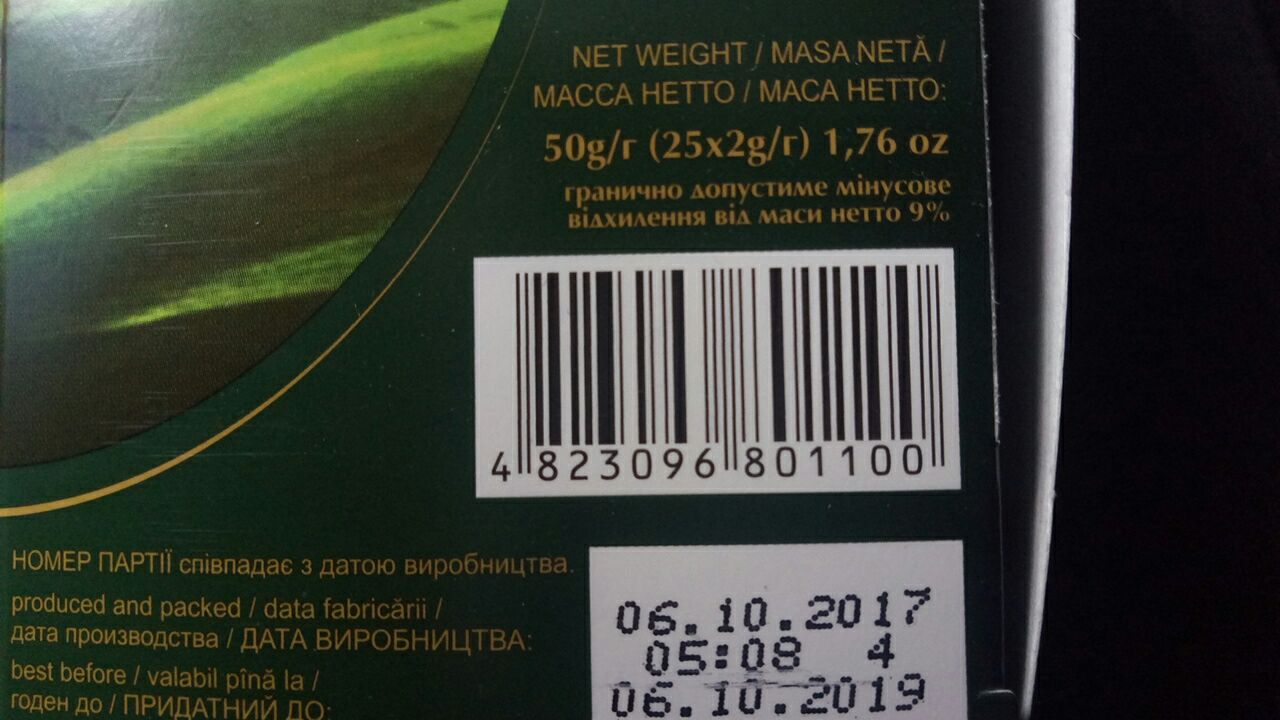 NET WEIGHT / MASA NETĂ /
МАССА НЕТТО / МАСА НЕТТО:
50g/г (25x2g/г) 1,76 oz
гранично допустиме мінусове
відхилення від маси нетто 9%
4 823096 801100
НОМЕР ПАРТІЇ співпадає з датою виробництва.
produced and packed / data fabricării /
дата производства / ДАТА ВИРОБНИЦТВА:
best before / valabil pînă la /
годен до / ПРИДАТНИЙ ДО:
06.10.2017
05:08 4
06.10.2019